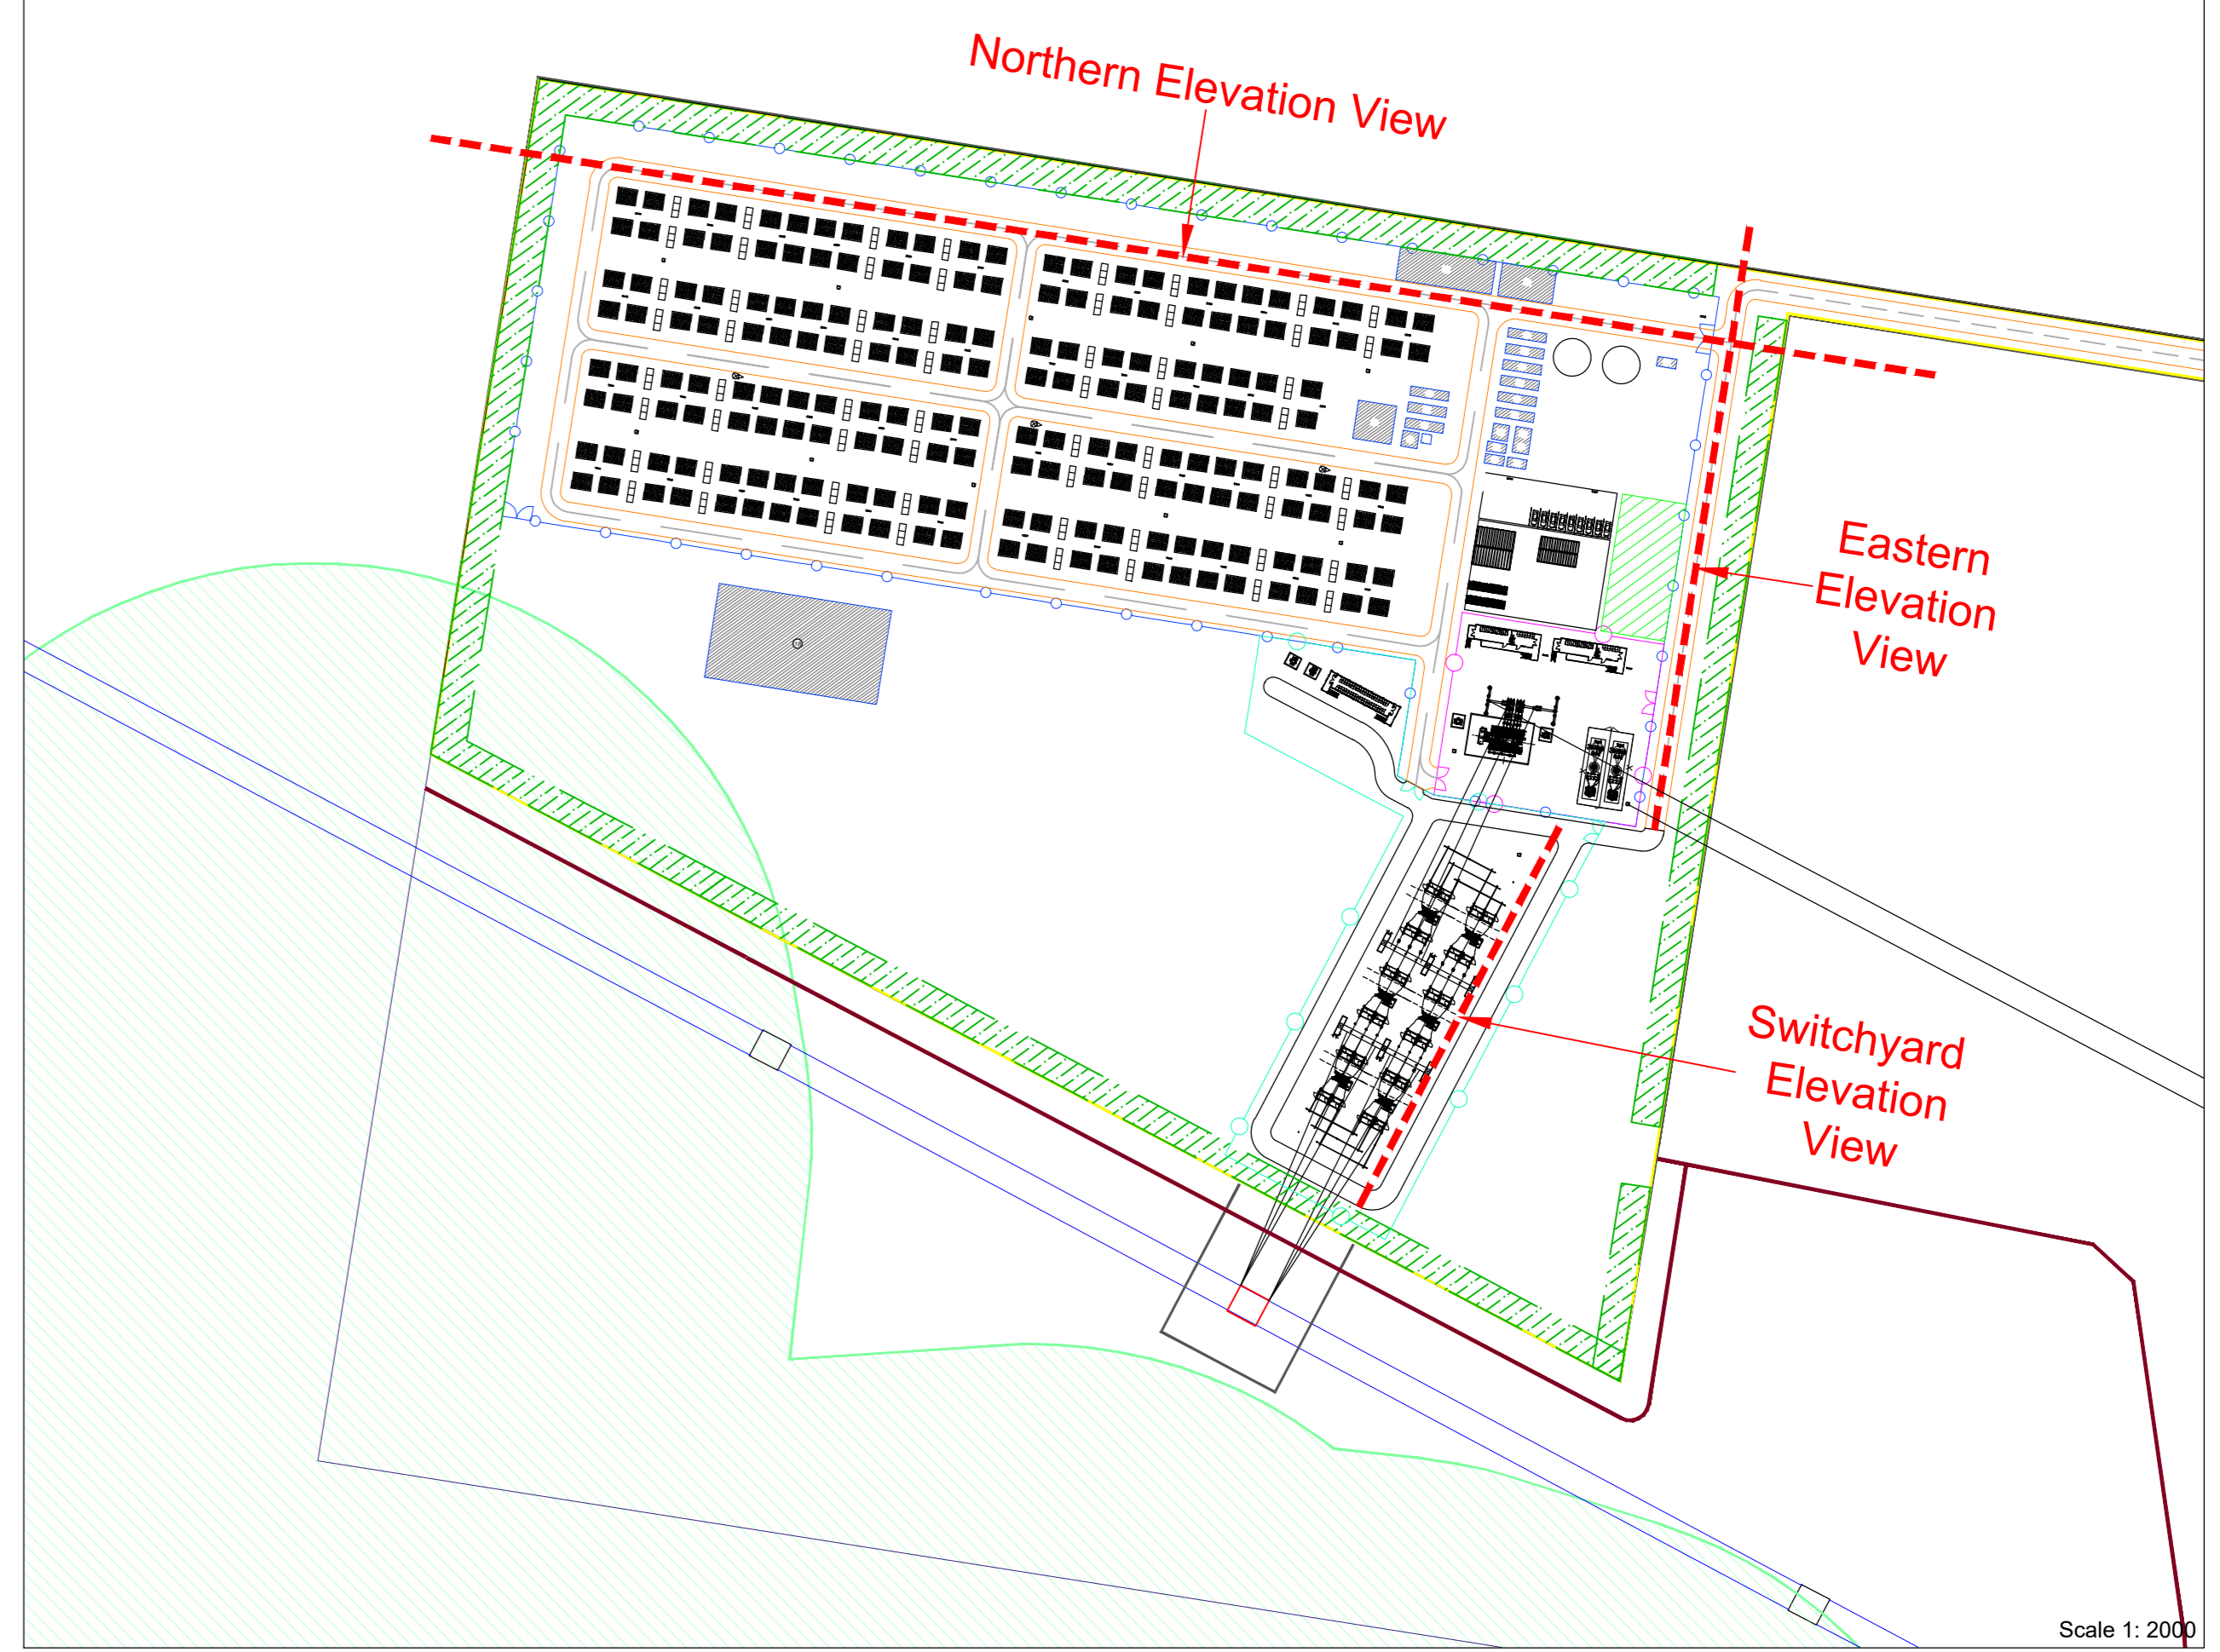 Northern Elevation View
Eastern
Elevation
View
Switchyard
Elevation
View
Scale 1: 2000